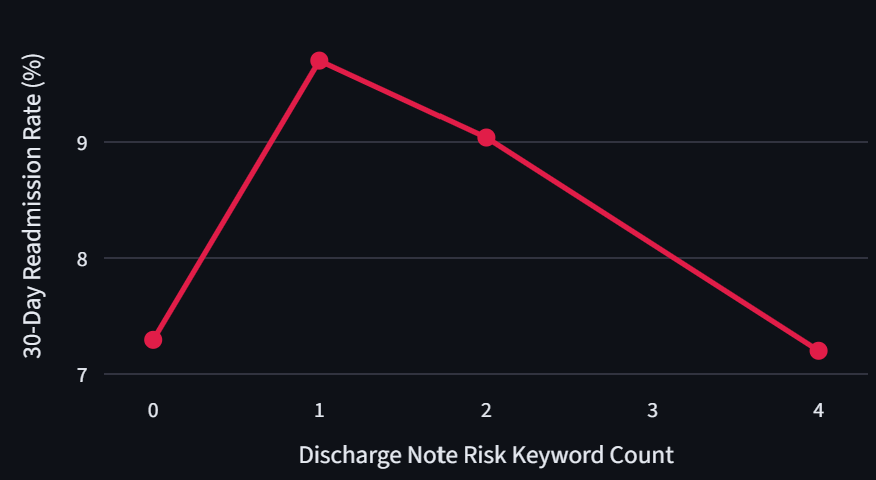 30-Day Readmission Rate (%)
9
8
7
0 1 2 3 4
Discharge Note Risk Keyword Count